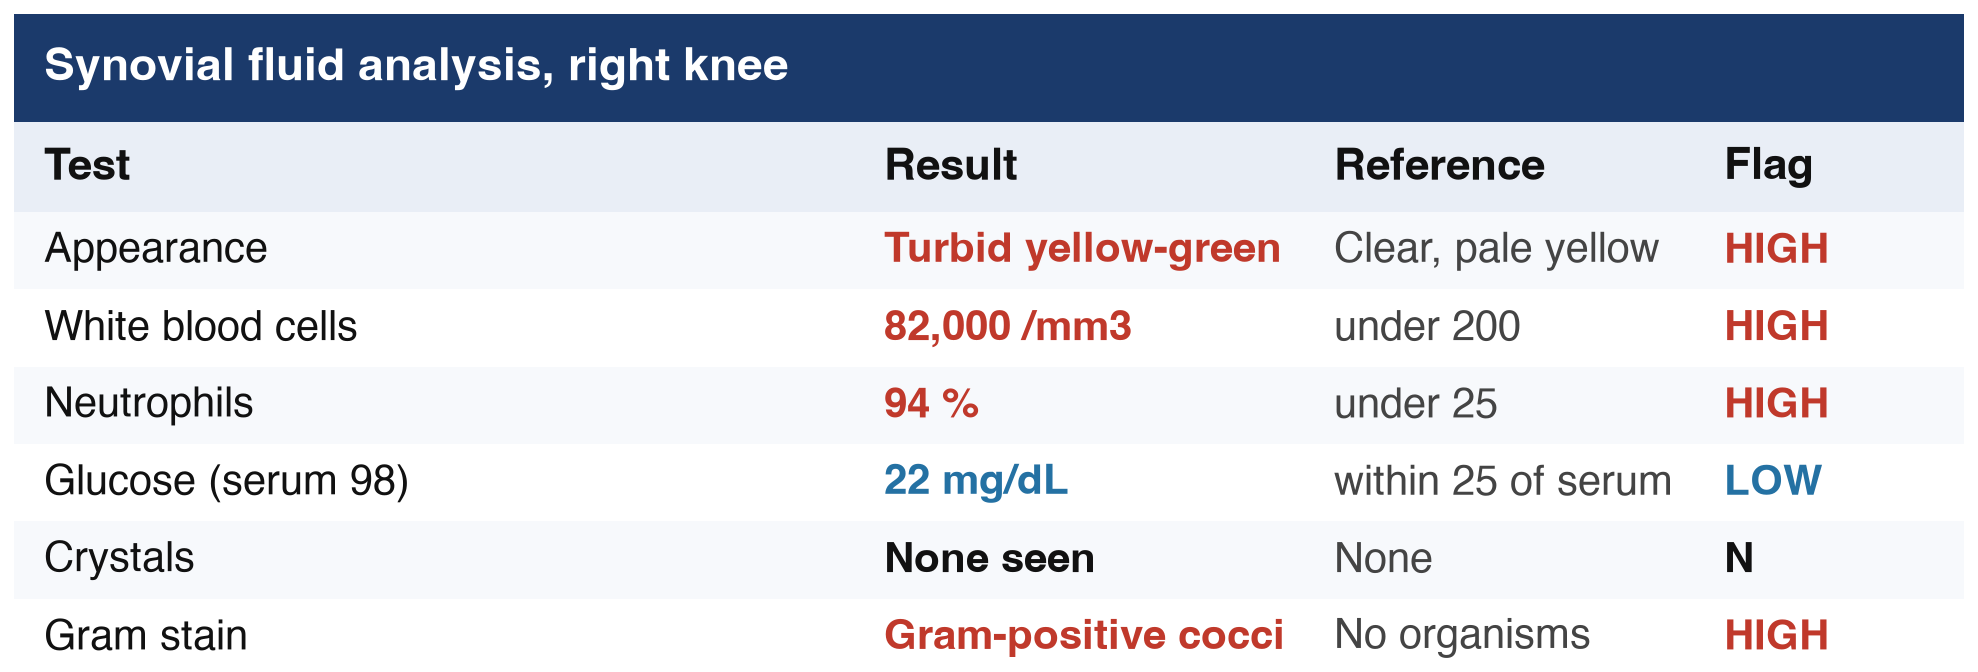 Synovial fluid analysis, right knee
Test Result Reference Flag
Appearance Turbid yellow-green Clear, pale yellow HIGH
White blood cells 82,000 /mm3 under 200 HIGH
Neutrophils 94 % under 25 HIGH
Glucose (serum 98) 22 mg/dL within 25 of serum LOW
Crystals None seen None N
Gram stain Gram-positive cocci No organisms HIGH